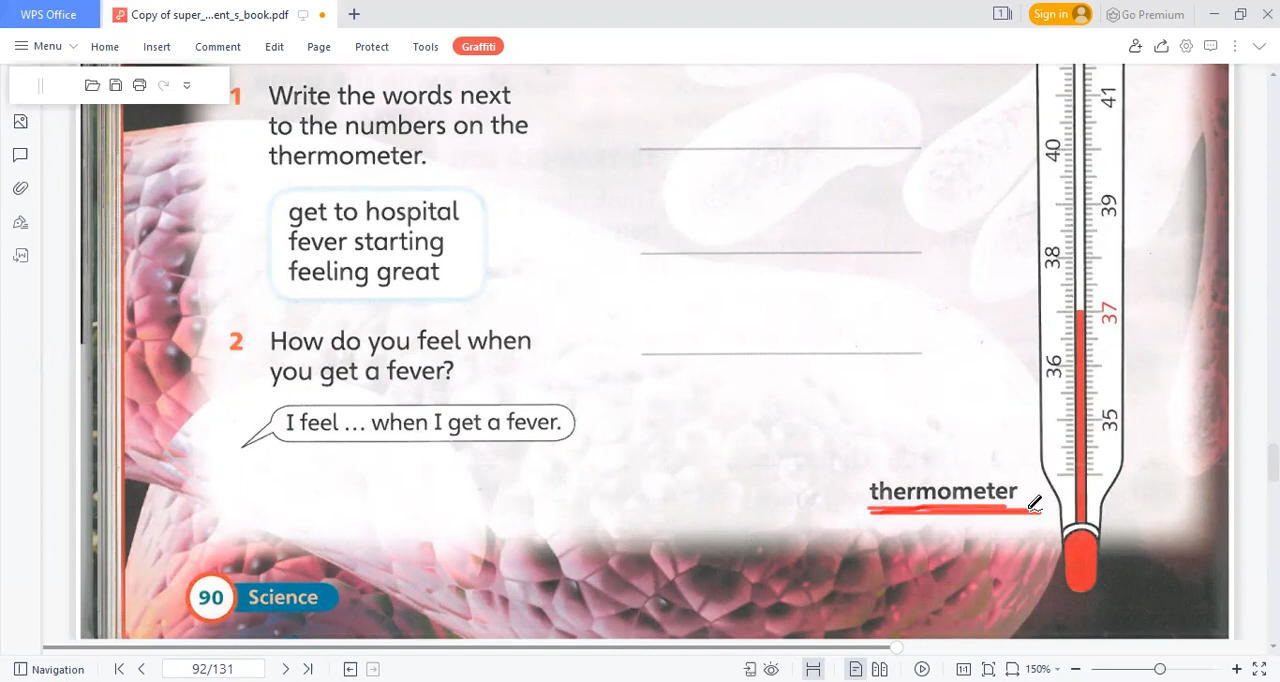 WPS Office
Copy of super_...ent_s_book.pdf
1
Sign in
Go Premium
Menu
Home
Insert
Comment
Edit
Page
Protect
Tools
Graffiti
1 Write the words next
to the numbers on the
thermometer.
get to hospital
fever starting
feeling great
2 How do you feel when
you get a fever?
I feel ... when I get a fever.
41
40
39
38
37
36
35
thermometer
90 Science
Navigation
92/131
150%